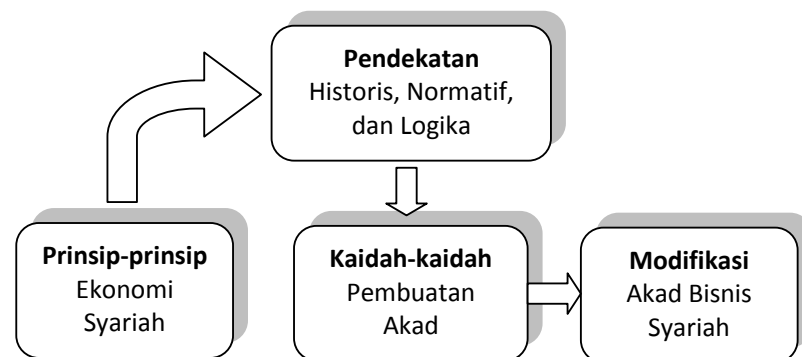 Pendekatan
Historis, Normatif,
dan Logika
Prinsip-prinsip
Ekonomi
Syariah
Kaidah-kaidah
Pembuatan
Akad
Modifikasi
Akad Bisnis
Syariah